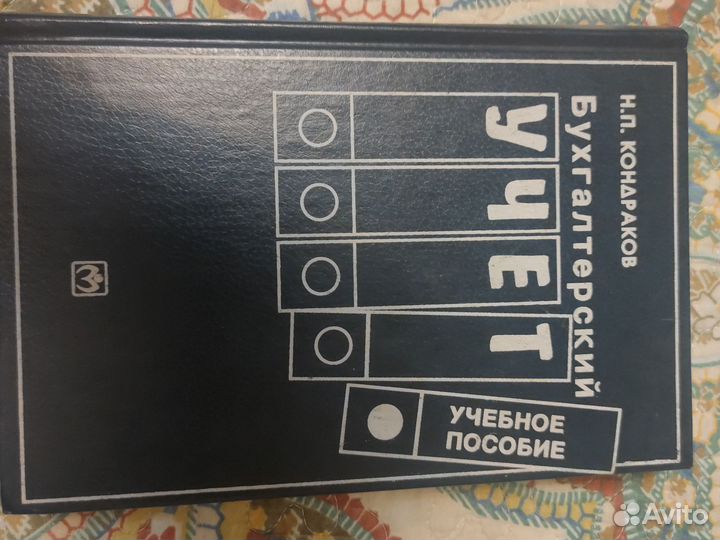 Н.П. КОНДРАКОВ
Бухгалтерский
УЧЕТ
УЧЕБНОЕ
ПОСОБИЕ
Avito